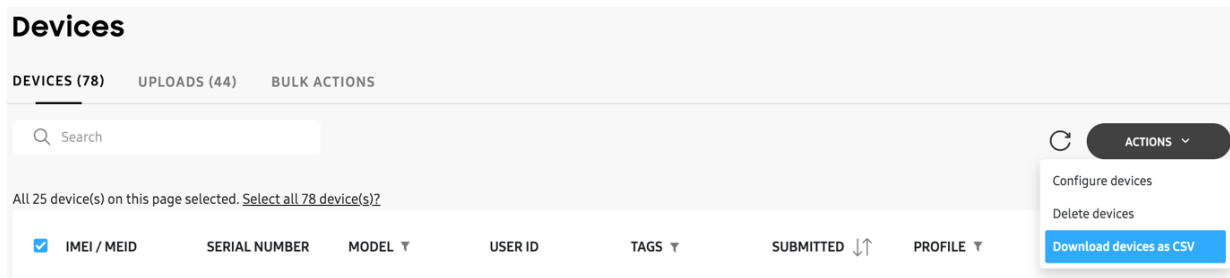 Devices
DEVICES (78) UPLOADS (44) BULK ACTIONS
Search
ACTIONS
Configure devices
All 25 device(s) on this page selected. Select all 78 device(s)?
Delete devices
IMEI / MEID SERIAL NUMBER MODEL USER ID TAGS SUBMITTED PROFILE
Download devices as CSV